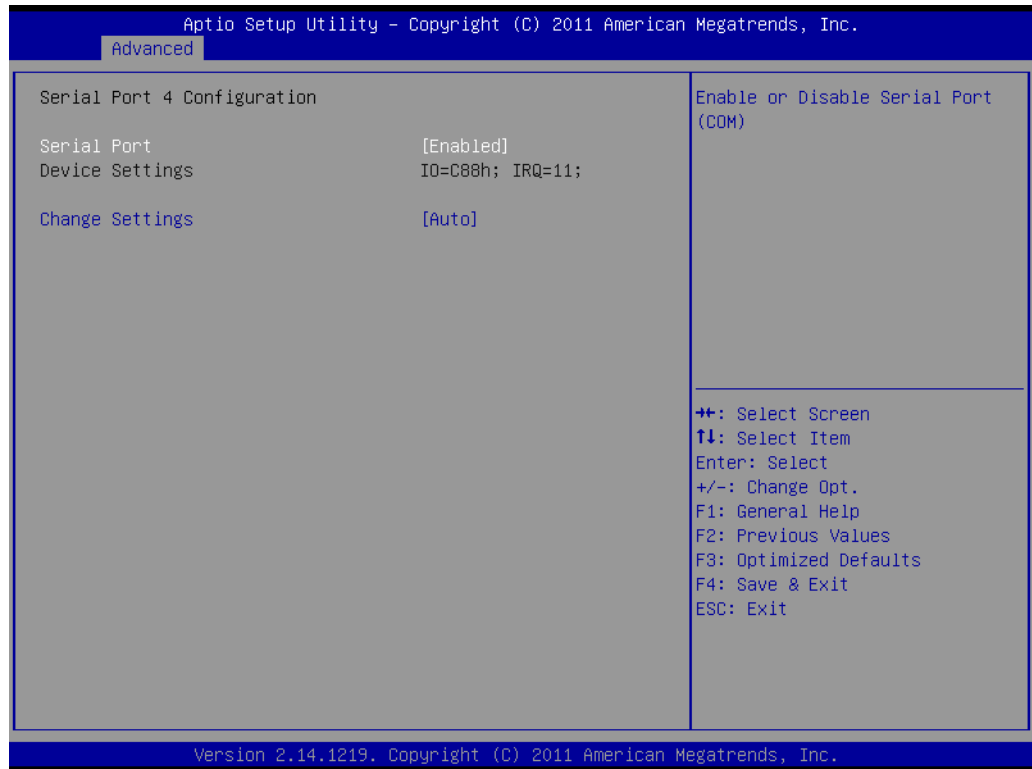 Aptio Setup Utility – Copyright (C) 2011 American Megatrends, Inc.
Advanced
Serial Port 4 Configuration
Serial Port [Enabled]
Device Settings IO=C88h; IRQ=11;
Change Settings [Auto]
Enable or Disable Serial Port
(COM)
→←: Select Screen
↑↓: Select Item
Enter: Select
+/-: Change Opt.
F1: General Help
F2: Previous Values
F3: Optimized Defaults
F4: Save & Exit
ESC: Exit
Version 2.14.1219. Copyright (C) 2011 American Megatrends, Inc.